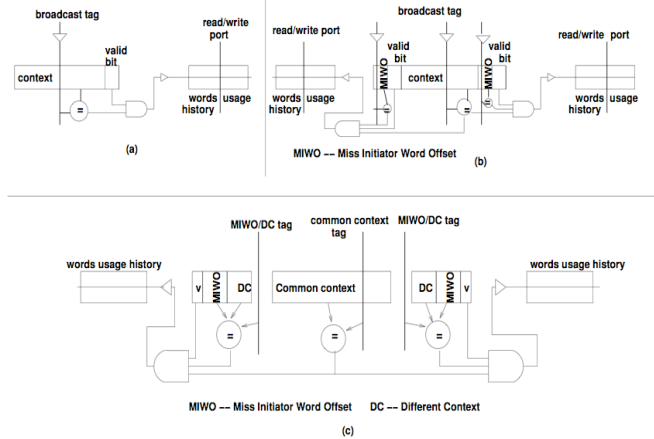 broadcast tag
read/write
port
valid
bit
context
=
words
history
usage
(a)
broadcast tag
read/write port
valid
bit
MIWO
context
valid
bit
MIWO
read/write port
words
history
usage
=
=
=
words
history
usage
MIWO −− Miss Initiator Word Offset
(b)
MIWO/DC tag
common context
tag
MIWO/DC tag
words usage history
v
MIWO
DC
Common context
DC
MIWO
v
words usage history
=
=
=
MIWO −− Miss Initiator Word Offset
DC −− Different Context
(c)